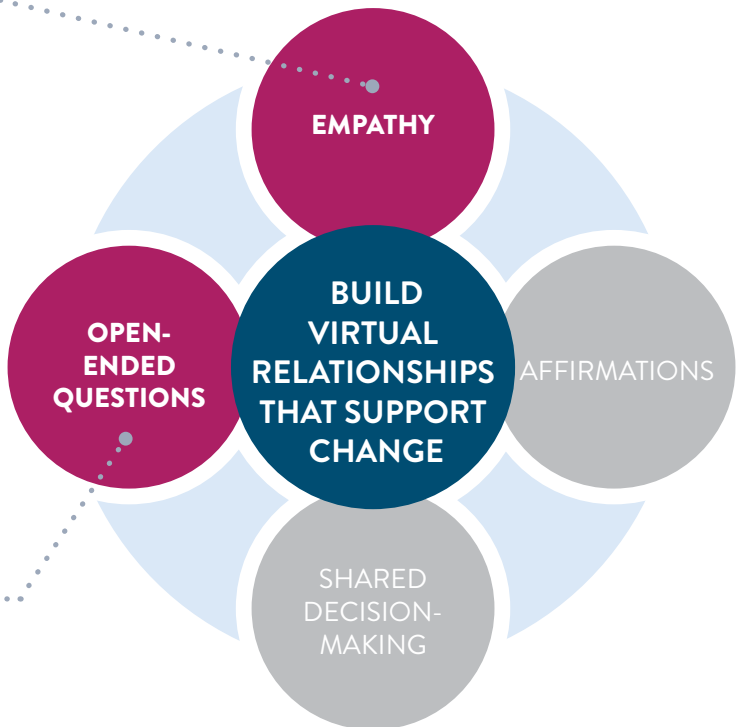 EMPATHY
OPEN-
ENDED
QUESTIONS
BUILD
VIRTUAL
RELATIONSHIPS
THAT SUPPORT
CHANGE
AFFIRMATIONS
SHARED
DECISION-
MAKING